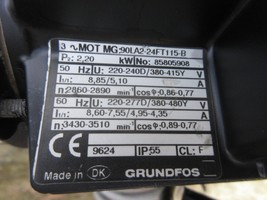 3 ~ MOT MG:90LA2-24FT115-B
P2: 2,20 kW No: 85805908
50 Hz U: 220-240D/380-415Y V
I1/1: 8,85/5,10 A
n: 2860-2890 min⁻¹ cosφ: 0,86-0,77
60 Hz U: 220-277D/380-480Y V
I1/1: 8,60-7,55/4,95-4,35 A
n: 3430-3510 min⁻¹ cosφ: 0,89-0,77
CE 9624 IP: 55 CL: F
Made in DK GRUNDFOS